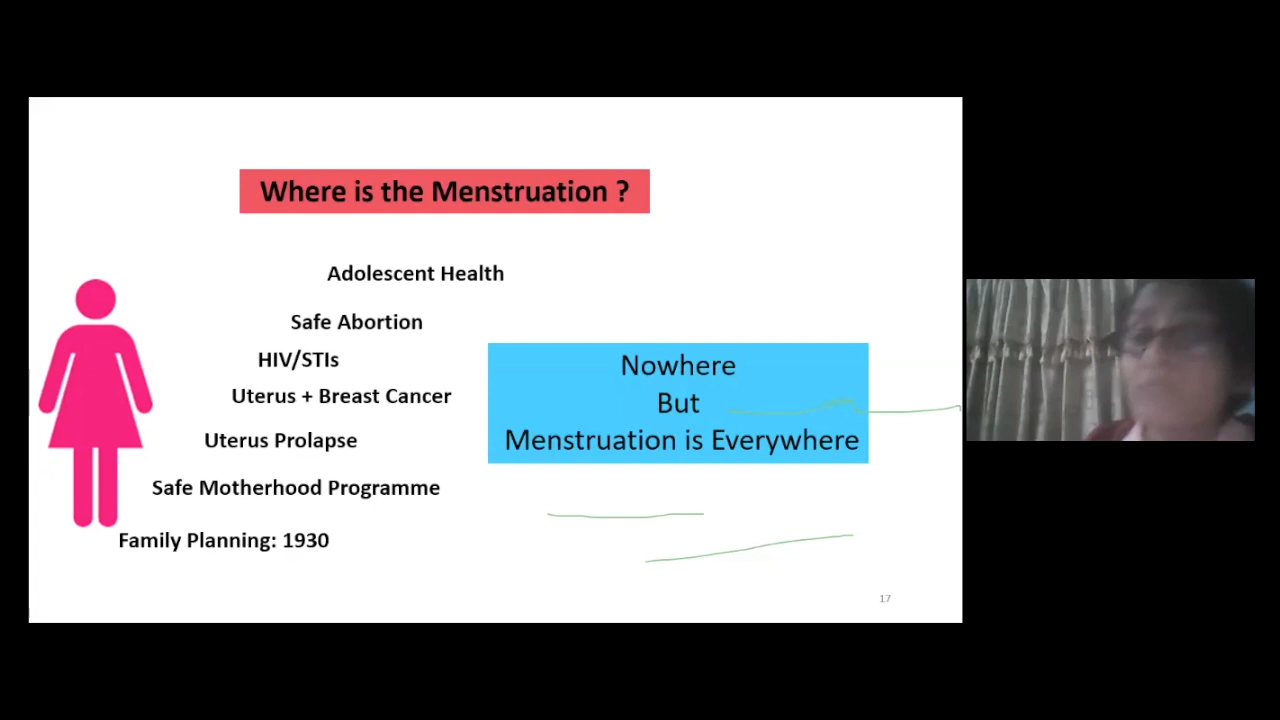 Where is the Menstruation ?
Adolescent Health
Safe Abortion
HIV/STIs
Uterus + Breast Cancer
Uterus Prolapse
Safe Motherhood Programme
Family Planning: 1930
Nowhere
But
Menstruation is Everywhere
17